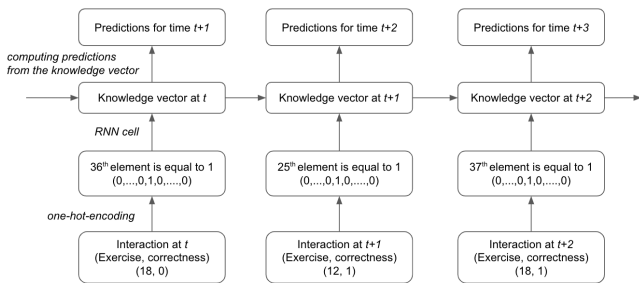 Predictions for time t+1
Predictions for time t+2
Predictions for time t+3
computing predictions
from the knowledge vector
Knowledge vector at t
Knowledge vector at t+1
Knowledge vector at t+2
RNN cell
36th element is equal to 1
(0,...,0,1,0,....,0)
25th element is equal to 1
(0,...,0,1,0,....,0)
37th element is equal to 1
(0,...,0,1,0,....,0)
one-hot-encoding
Interaction at t
(Exercise, correctness)
(18, 0)
Interaction at t+1
(Exercise, correctness)
(12, 1)
Interaction at t+2
(Exercise, correctness)
(18, 1)